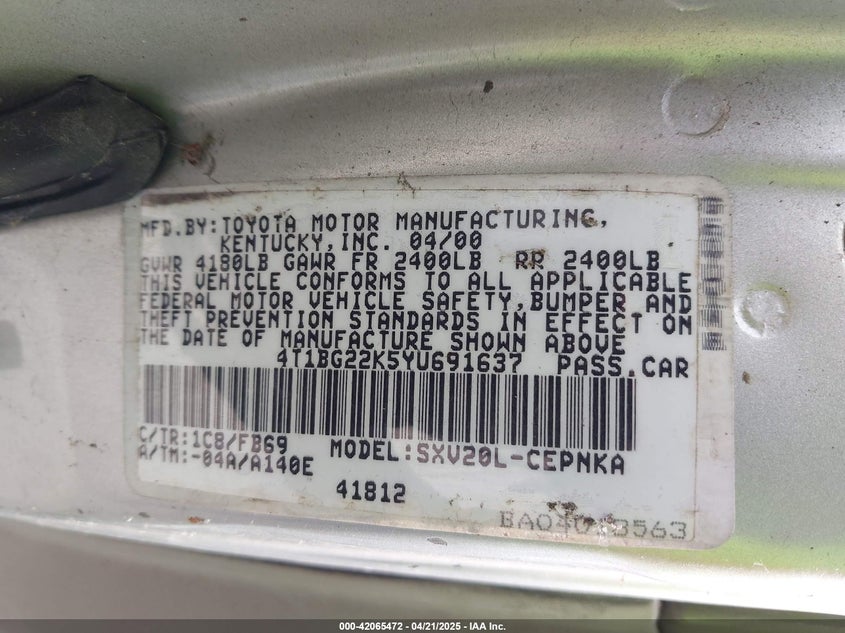 MFD.BY:TOYOTA MOTOR MANUFACTURING,
KENTUCKY,INC. 04/00
GVWR 4180LB GAWR FR 2400LB RR 2400LB
THIS VEHICLE CONFORMS TO ALL APPLICABLE
FEDERAL MOTOR VEHICLE SAFETY,BUMPER AND
THEFT PREVENTION STANDARDS IN EFFECT ON
THE DATE OF MANUFACTURE SHOWN ABOVE
4T1BG22K5YU691637 PASS.CAR
C/TR:1C8/FB69 MODEL:SXV20L-CEPNKA
A/TM:-04A/A140E
41812
000-42065472 | 04/21/2025 | IAA Inc.